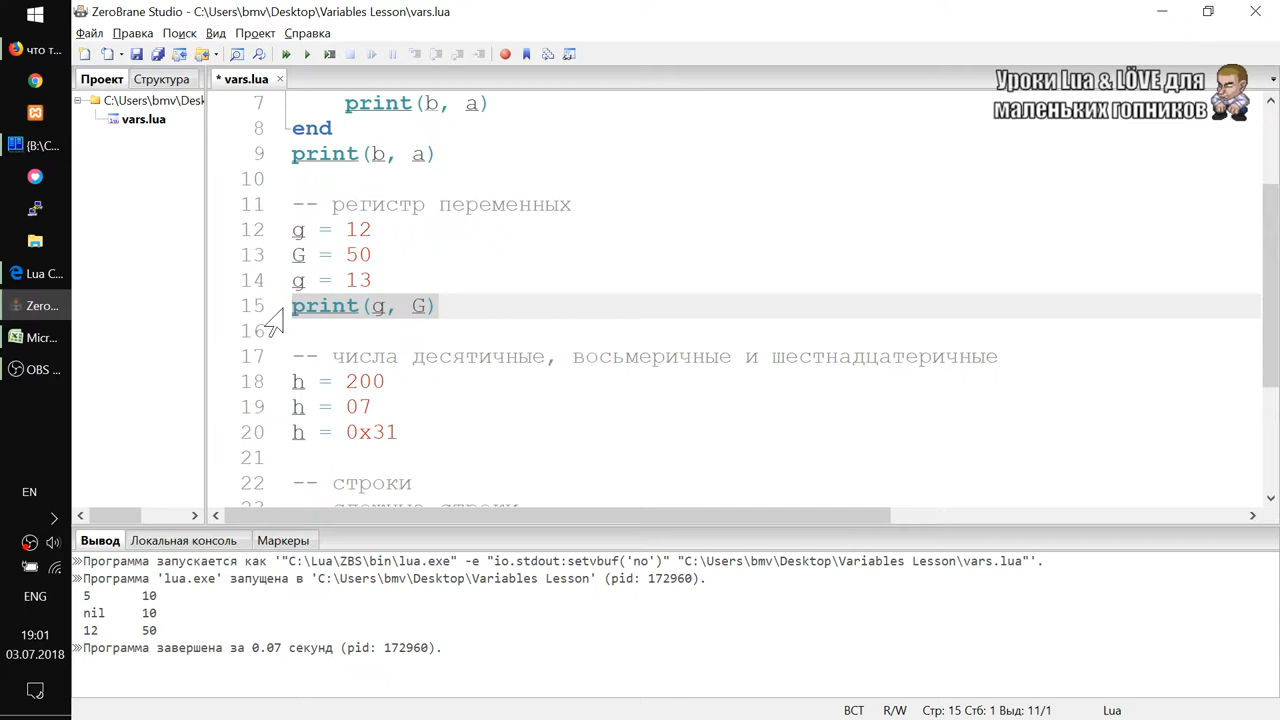 ZeroBrane Studio - C:\Users\bmv\Desktop\Variables Lesson\vars.lua
Файл Правка Поиск Вид Проект Справка
что т...
Проект Структура
* vars.lua
Уроки Lua & LÖVE для
маленьких гопников
C:\Users\bmv\Desk
vars.lua
7 print(b, a)
8 end
9 print(b, a)
10
11 -- регистр переменных
12 g = 12
13 G = 50
14 g = 13
15 print(g, G)
16
17 -- числа десятичные, восьмеричные и шестнадцатеричные
18 h = 200
19 h = 07
20 h = 0x31
21
22 -- строки
23 -- сложные строки
{B:\C...
Lua C...
Zero...
Micr...
OBS ...
EN
ENG
19:01
03.07.2018
Вывод Локальная консоль Маркеры
Программа запускается как '"C:\Lua\ZBS\bin\lua.exe" -e "io.stdout:setvbuf('no')" "C:\Users\bmv\Desktop\Variables Lesson\vars.lua"'.
Программа 'lua.exe' запущена в 'C:\Users\bmv\Desktop\Variables Lesson' (pid: 172960).
5 10
nil 10
12 50
Программа завершена за 0.07 секунд (pid: 172960).
ВСТ R/W Стр: 15 Стб: 1 Выд: 11/1 Lua